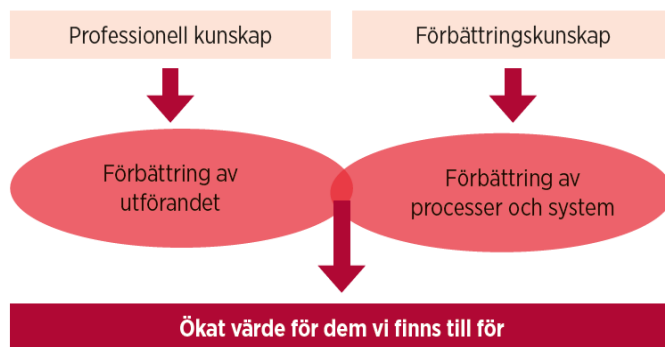 Professionell kunskap
Förbättringskunskap
Förbättring av
utförandet
Förbättring av
processer och system
Ökat värde för dem vi finns till för